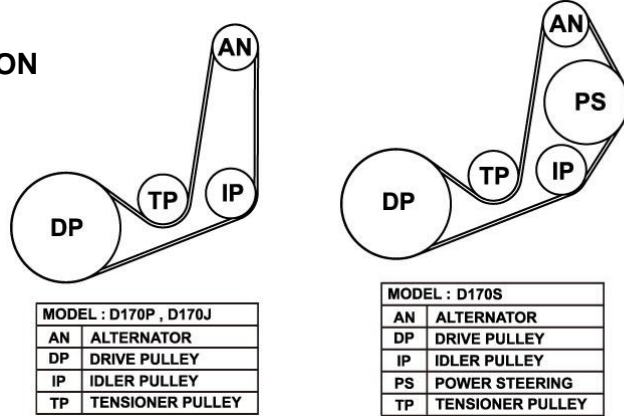 ON
AN
TP
IP
DP
MODEL : D170P , D170J
AN ALTERNATOR
DP DRIVE PULLEY
IP IDLER PULLEY
TP TENSIONER PULLEY
AN
PS
TP
IP
DP
MODEL : D170S
AN ALTERNATOR
DP DRIVE PULLEY
IP IDLER PULLEY
PS POWER STEERING
TP TENSIONER PULLEY